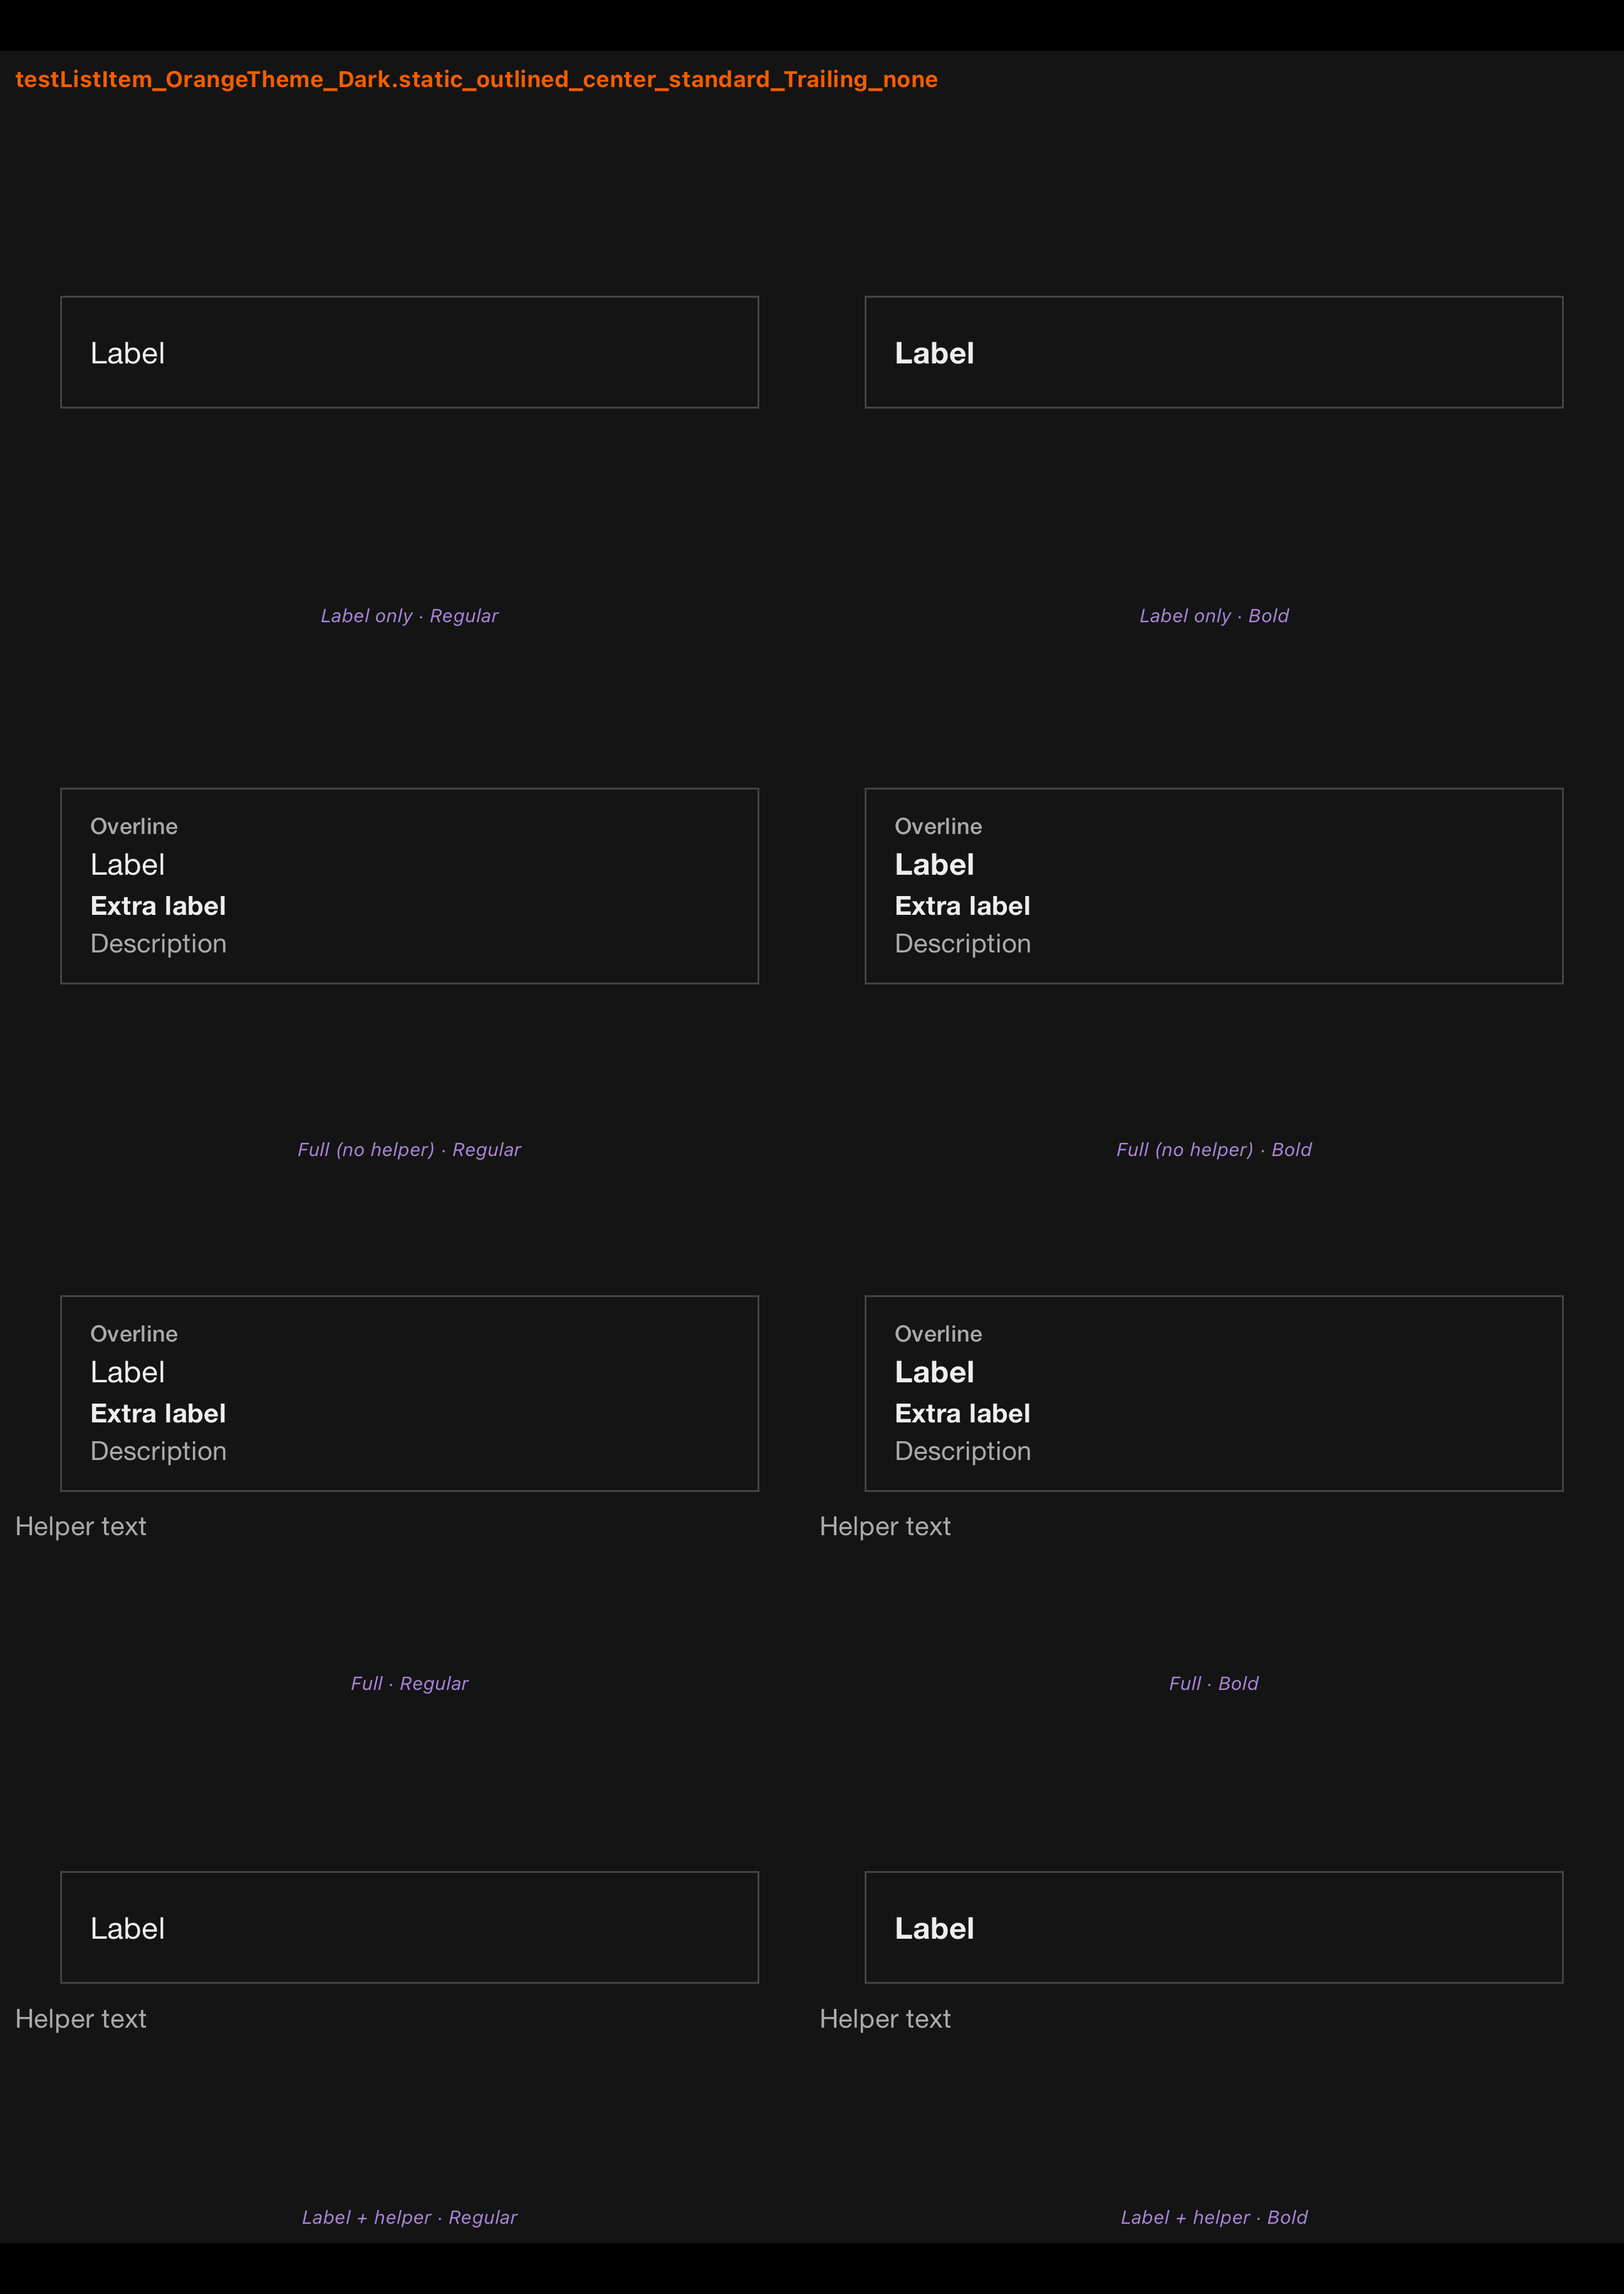 testListItem_OrangeTheme_Dark.static_outlined_center_standard_Trailing_none
Label
Label
Label only · Regular
Label only · Bold
Overline
Label
Extra label
Description
Overline
Label
Extra label
Description
Full (no helper) · Regular
Full (no helper) · Bold
Overline
Label
Extra label
Description
Helper text
Overline
Label
Extra label
Description
Helper text
Full · Regular
Full · Bold
Label
Helper text
Label
Helper text
Label + helper · Regular
Label + helper · Bold